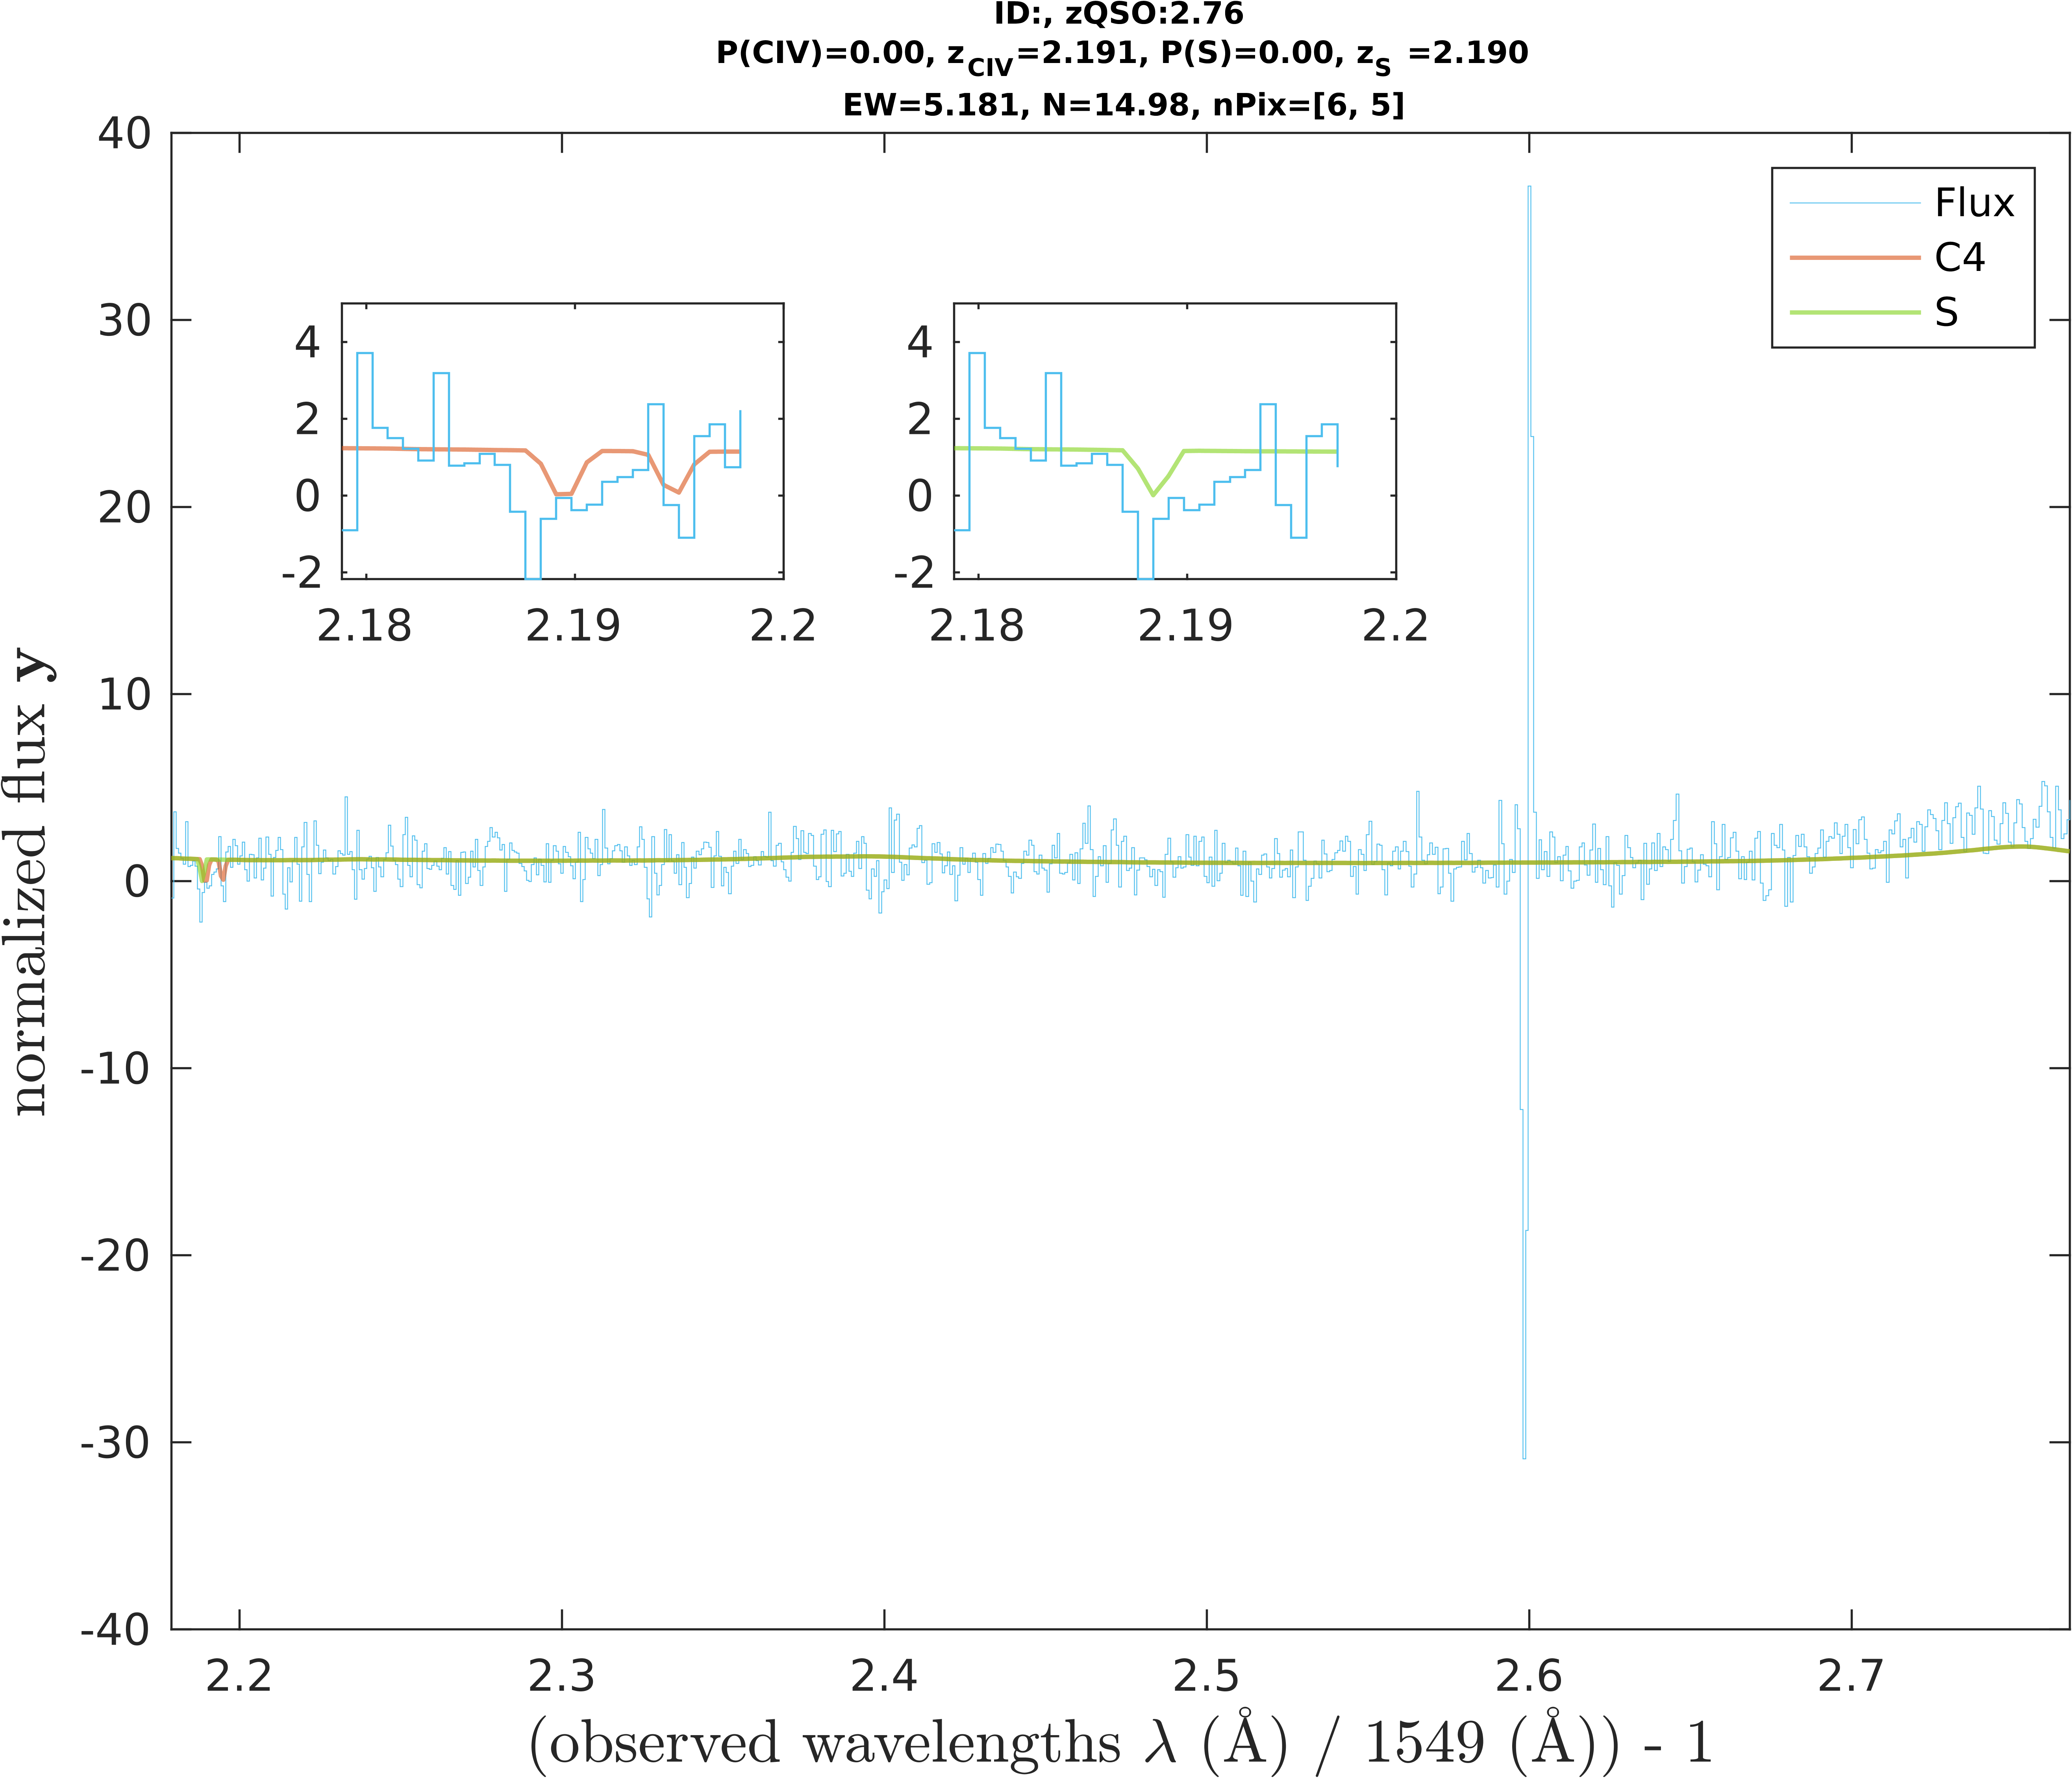 ID:, zQSO:2.76
P(CIV)=0.00, z_CIV=2.191, P(S)=0.00, z_S =2.190
EW=5.181, N=14.98, nPix=[6, 5]
40
30
20
10
0
-10
-20
-30
-40
normalized flux y
Flux
C4
S
4
2
0
-2
2.18 2.19 2.2
4
2
0
-2
2.18 2.19 2.2
2.2 2.3 2.4 2.5 2.6 2.7
(observed wavelengths λ (Å) / 1549 (Å)) - 1